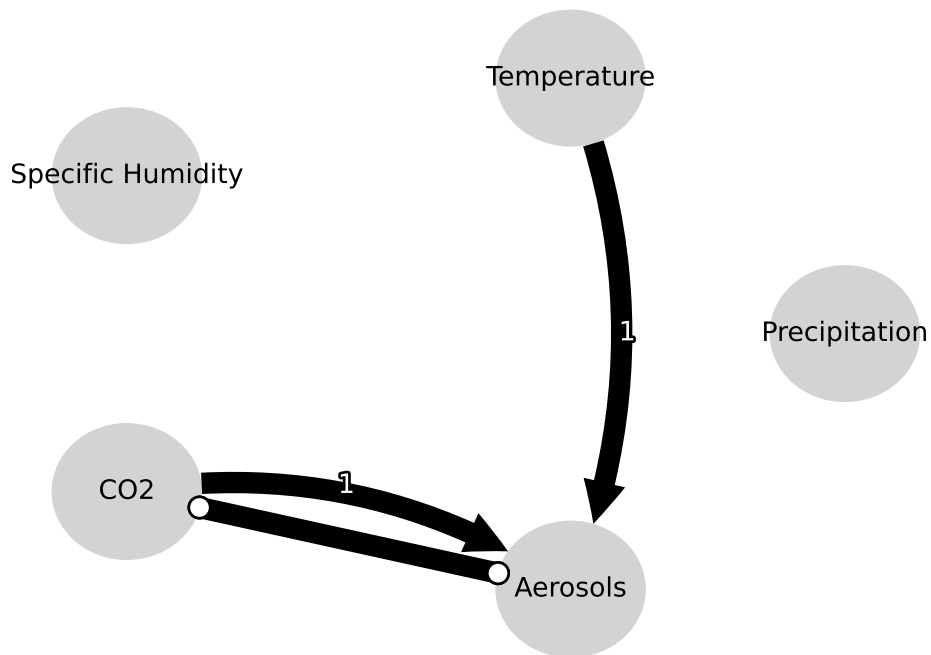 Temperature
Specific Humidity
1
Precipitation
CO2
1
Aerosols